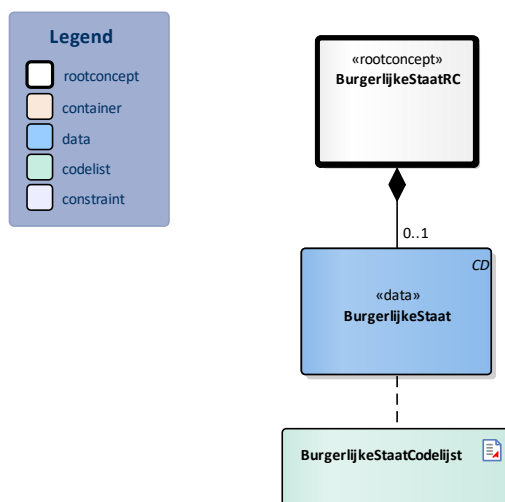 Legend
rootconcept
container
data
codelist
constraint
«rootconcept»
BurgerlijkeStaatRC
0..1
CD
«data»
BurgerlijkeStaat
BurgerlijkeStaatCodelijst